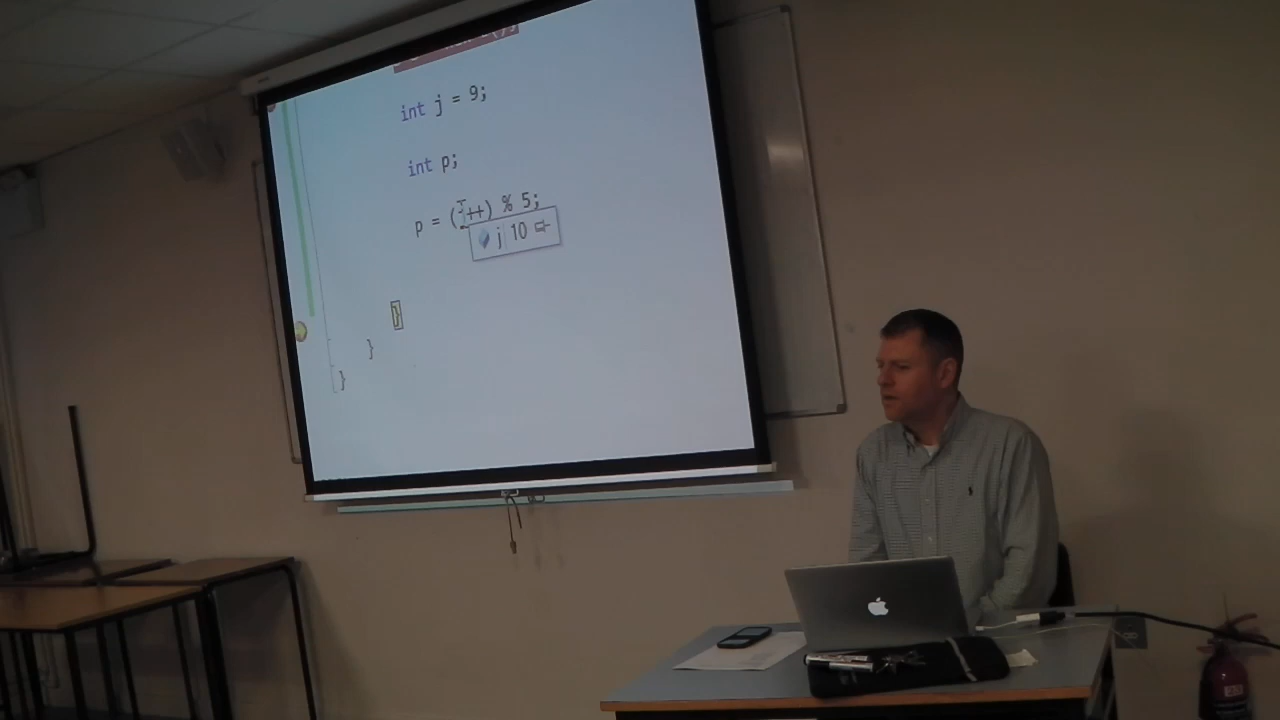 int j = 9;
int p;
p = (j++) % 5;
j 10
}
}
}